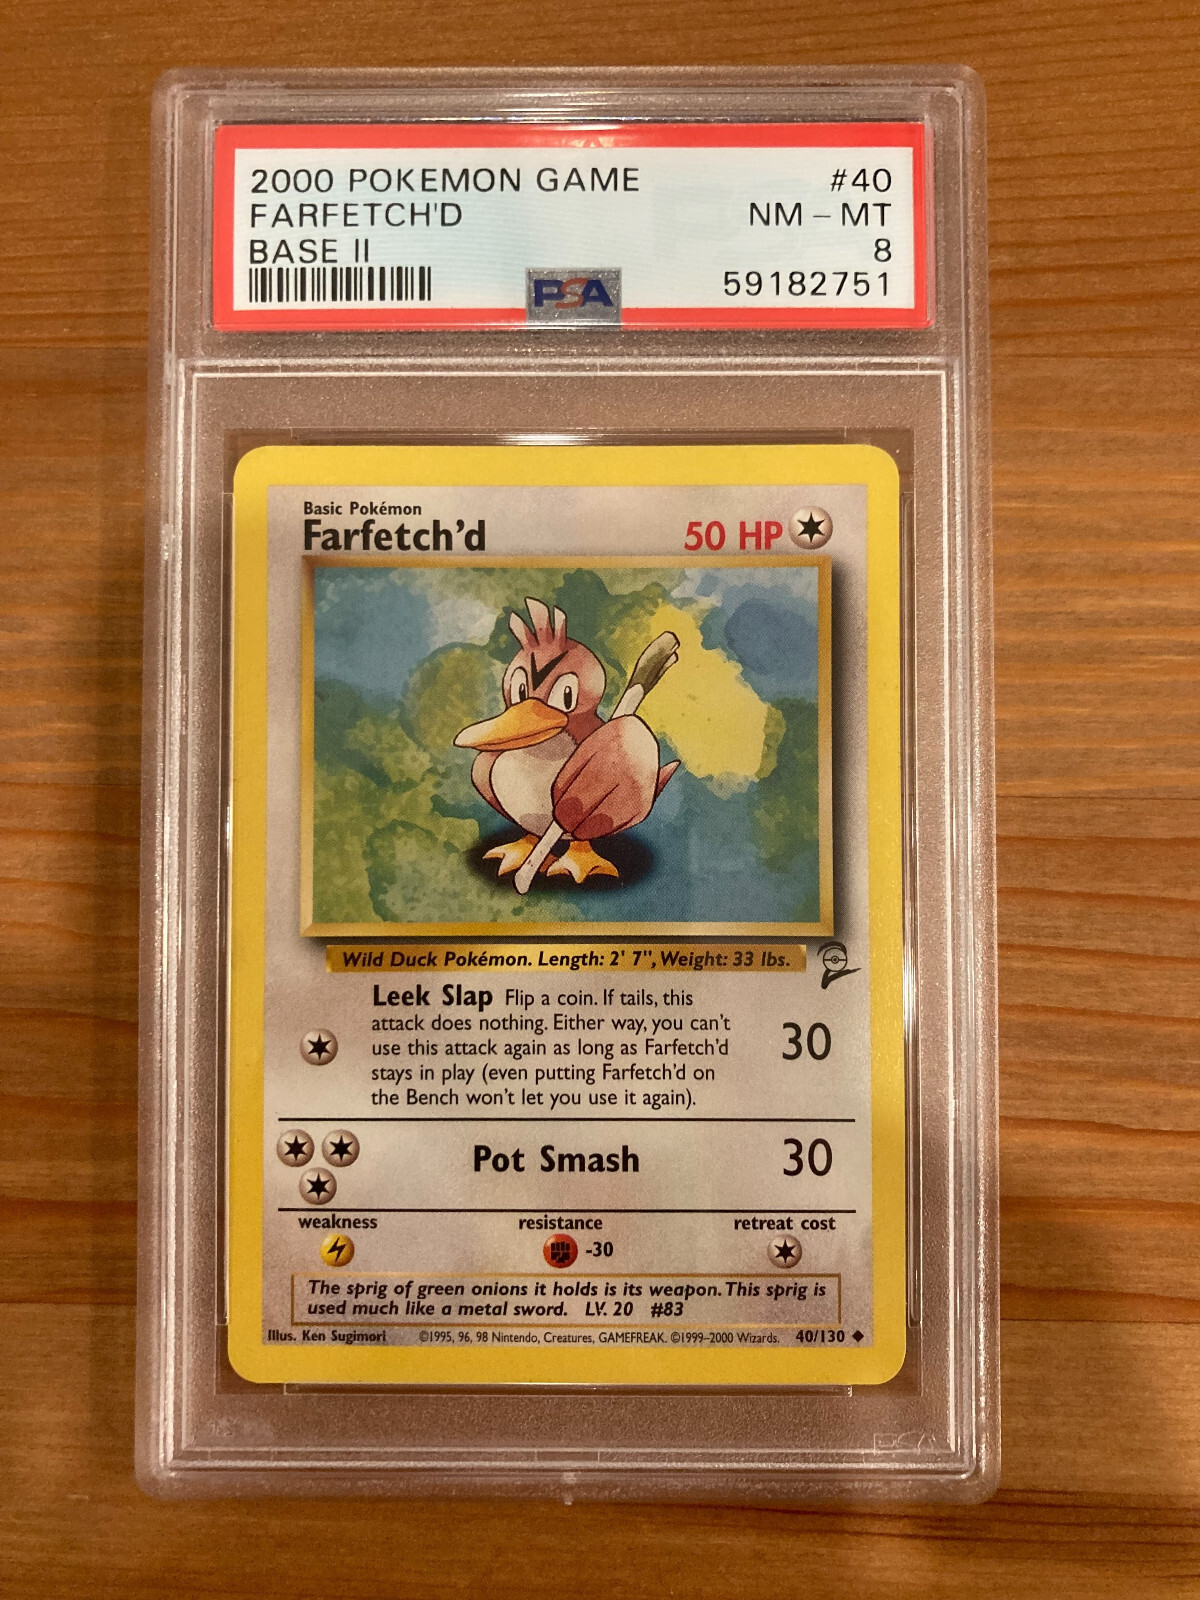 2000 POKEMON GAME #40
FARFETCH'D NM - MT
BASE II 8
59182751
PSA
Basic Pokémon
Farfetch'd 50 HP
Wild Duck Pokémon. Length: 2' 7", Weight: 33 lbs.
Leek Slap Flip a coin. If tails, this
attack does nothing. Either way, you can't
use this attack again as long as Farfetch'd
stays in play (even putting Farfetch'd on
the Bench won't let you use it again).
30
Pot Smash 30
weakness resistance retreat cost
-30
The sprig of green onions it holds is its weapon. This sprig is
used much like a metal sword. LV. 20 #83
Illus. Ken Sugimori ©1995, 96, 98 Nintendo, Creatures, GAMEFREAK. ©1999-2000 Wizards. 40/130